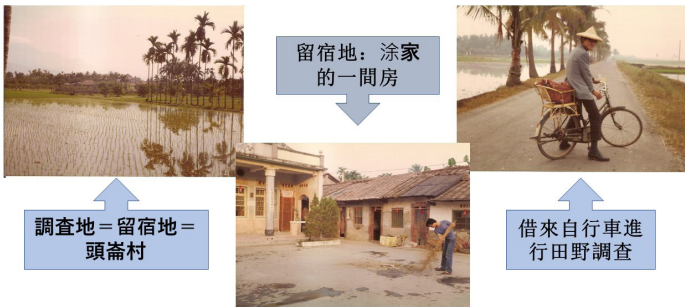 留宿地：涂家
的一間房
調查地＝留宿地＝
頭崙村
借來自行車進
行田野調查